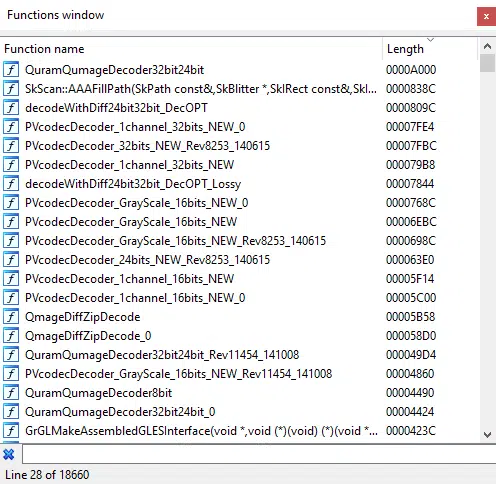 Functions window
Function name Length
QuramQumageDecoder32bit24bit 0000A000
SkScan::AAAFillPath(SkPath const&,SkBlitter *,SkIRect const&,SkI... 0000838C
decodeWithDiff24bit32bit_DecOPT 0000809C
PVcodecDecoder_1channel_32bits_NEW_0 00007FE4
PVcodecDecoder_32bits_NEW_Rev8253_140615 00007FBC
PVcodecDecoder_1channel_32bits_NEW 000079B8
decodeWithDiff24bit32bit_DecOPT_Lossy 00007844
PVcodecDecoder_GrayScale_16bits_NEW_0 0000768C
PVcodecDecoder_GrayScale_16bits_NEW 00006EBC
PVcodecDecoder_GrayScale_16bits_NEW_Rev8253_140615 0000698C
PVcodecDecoder_24bits_NEW_Rev8253_140615 000063E0
PVcodecDecoder_1channel_16bits_NEW 00005F14
PVcodecDecoder_1channel_16bits_NEW_0 00005C00
QmageDiffZipDecode 00005B58
QmageDiffZipDecode_0 000058D0
QuramQumageDecoder32bit24bit_Rev11454_141008 000049D4
PVcodecDecoder_GrayScale_16bits_NEW_Rev11454_141008 00004860
QuramQumageDecoder8bit 00004490
QuramQumageDecoder32bit24bit_0 00004424
GrGLMakeAssembledGLESInterface(void *,void (*)(void) (*)(void *... 0000423C
Line 28 of 18660